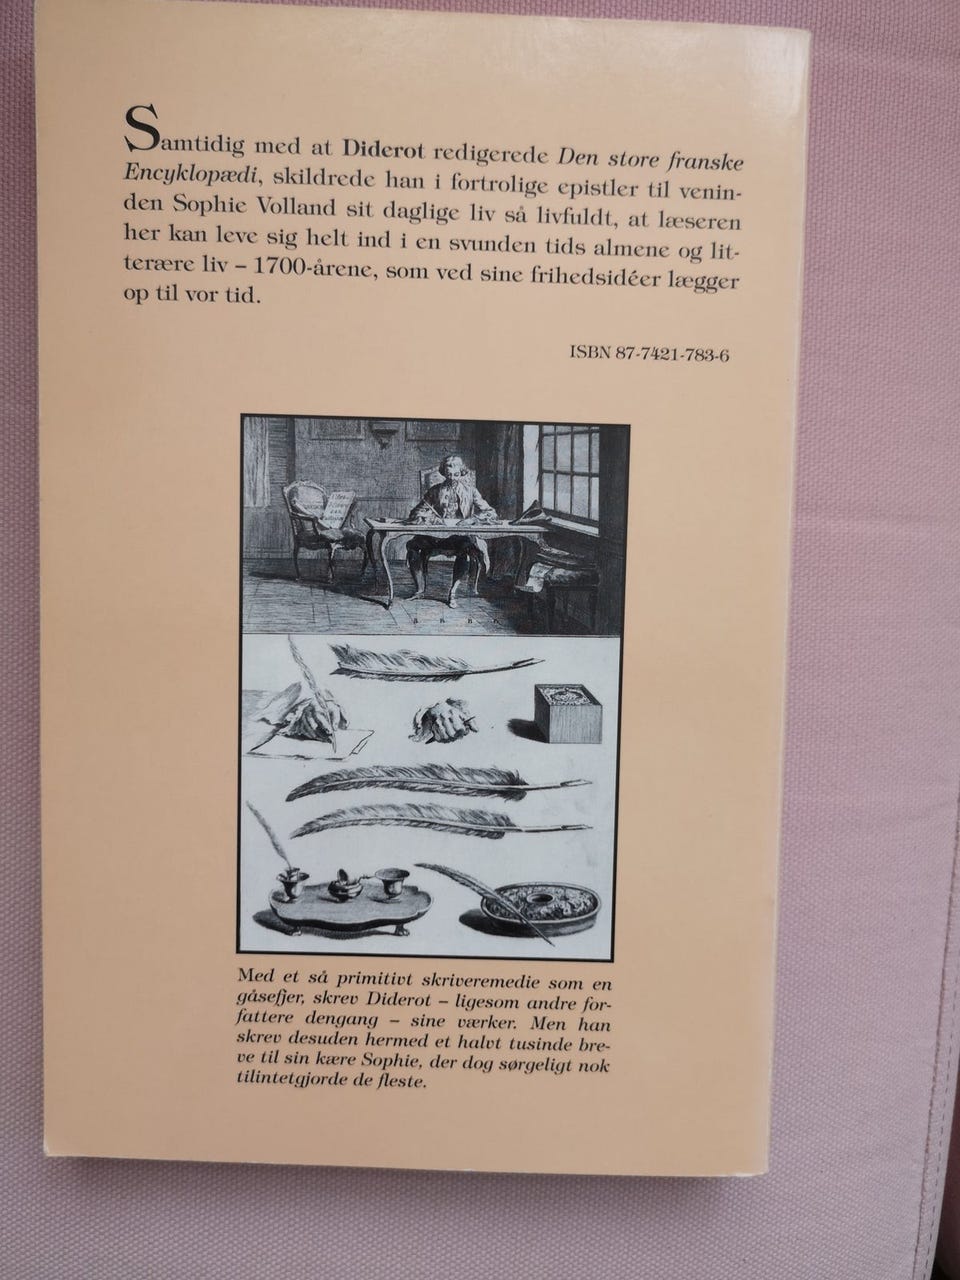 Samtidig med at Diderot redigerede Den store franske
Encyklopædi, skildrede han i fortrolige epistler til venin-
den Sophie Volland sit daglige liv så livfuldt, at læseren
her kan leve sig helt ind i en svunden tids almene og lit-
terære liv – 1700-årene, som ved sine frihedsidéer lægger
op til vor tid.
ISBN 87-7421-783-6
Med et så primitivt skriveremedie som en
gåsefjer, skrev Diderot – ligesom andre for-
fattere dengang – sine værker. Men han
skrev desuden hermed et halvt tusinde bre-
ve til sin kære Sophie, der dog sørgeligt nok
tilintetgjorde de fleste.